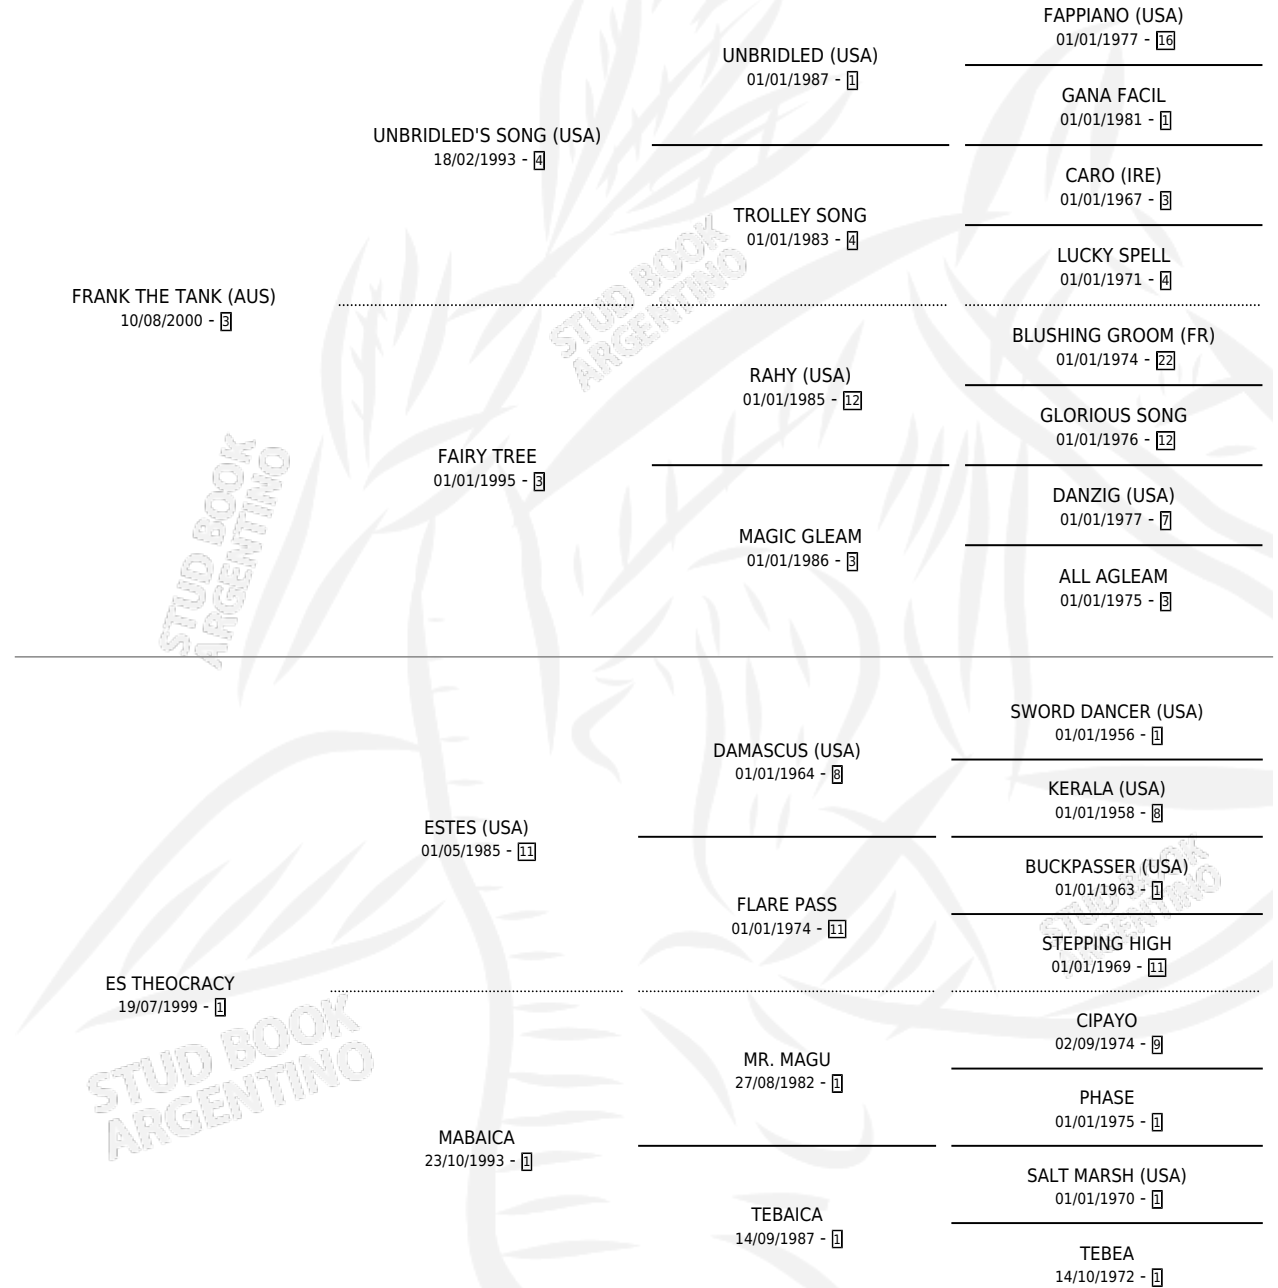 FAPPIANO (USA)
01/01/1977 - 16
UNBRIDLED (USA)
01/01/1987 - 1
GANA FACIL
01/01/1981 - 1
UNBRIDLED'S SONG (USA)
18/02/1993 - 4
CARO (IRE)
01/01/1967 - 3
TROLLEY SONG
01/01/1983 - 4
LUCKY SPELL
01/01/1971 - 4
FRANK THE TANK (AUS)
10/08/2000 - 3
BLUSHING GROOM (FR)
01/01/1974 - 22
RAHY (USA)
01/01/1985 - 12
GLORIOUS SONG
01/01/1976 - 12
FAIRY TREE
01/01/1995 - 3
DANZIG (USA)
01/01/1977 - 7
MAGIC GLEAM
01/01/1986 - 3
ALL AGLEAM
01/01/1975 - 3
SWORD DANCER (USA)
01/01/1956 - 1
DAMASCUS (USA)
01/01/1964 - 8
KERALA (USA)
01/01/1958 - 8
ESTES (USA)
01/05/1985 - 11
BUCKPASSER (USA)
01/01/1963 - 1
FLARE PASS
01/01/1974 - 11
STEPPING HIGH
01/01/1969 - 11
ES THEOCRACY
19/07/1999 - 1
CIPAYO
02/09/1974 - 9
MR. MAGU
27/08/1982 - 1
PHASE
01/01/1975 - 1
MABAICA
23/10/1993 - 1
SALT MARSH (USA)
01/01/1970 - 1
TEBAICA
14/09/1987 - 1
TEBEA
14/10/1972 - 1
STUD BOOK
ARGENTINO
STUD BOOK
ARGENTINO
STUD BOOK
ARGENTINO
STUD BOOK
ARGENTINO